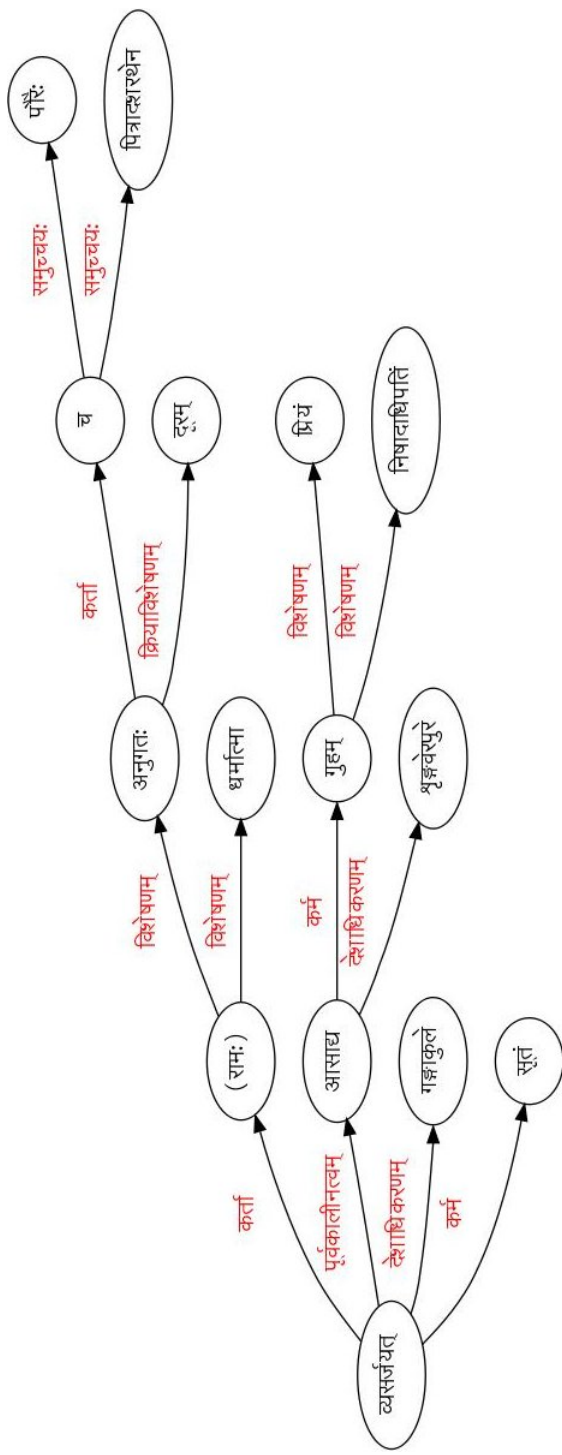 व्यसर्जयत्
कर्ता
पूर्वकालीनत्वम्
देशाधिकरणम्
कर्म
(रामः)
आसाद्य
गङ्गाकुले
सूतं
विशेषणम्
विशेषणम्
कर्म
देशाधिकरणम्
अनुगतः
धर्मात्मा
गुहम्
शृङ्गवेरपुरे
कर्ता
क्रियाविशेषणम्
विशेषणम्
विशेषणम्
च
दूरम्
प्रियं
निषादाधिपतिं
समुच्चयः
समुच्चयः
पौरैः
पित्रादशरथेन